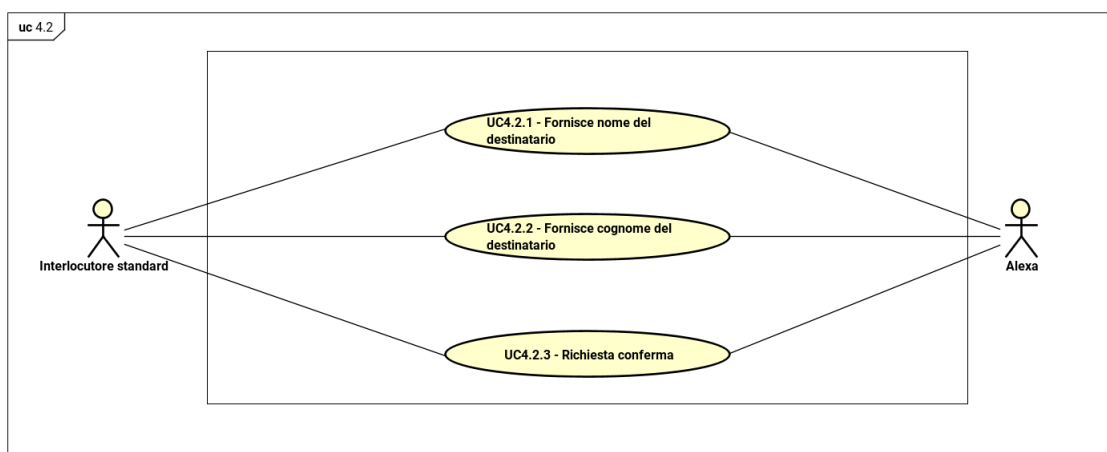 uc 4.2
UC4.2.1 - Fornisce nome del
destinatario
UC4.2.2 - Fornisce cognome del
destinatario
Interlocutore standard
Alexa
UC4.2.3 - Richiesta conferma